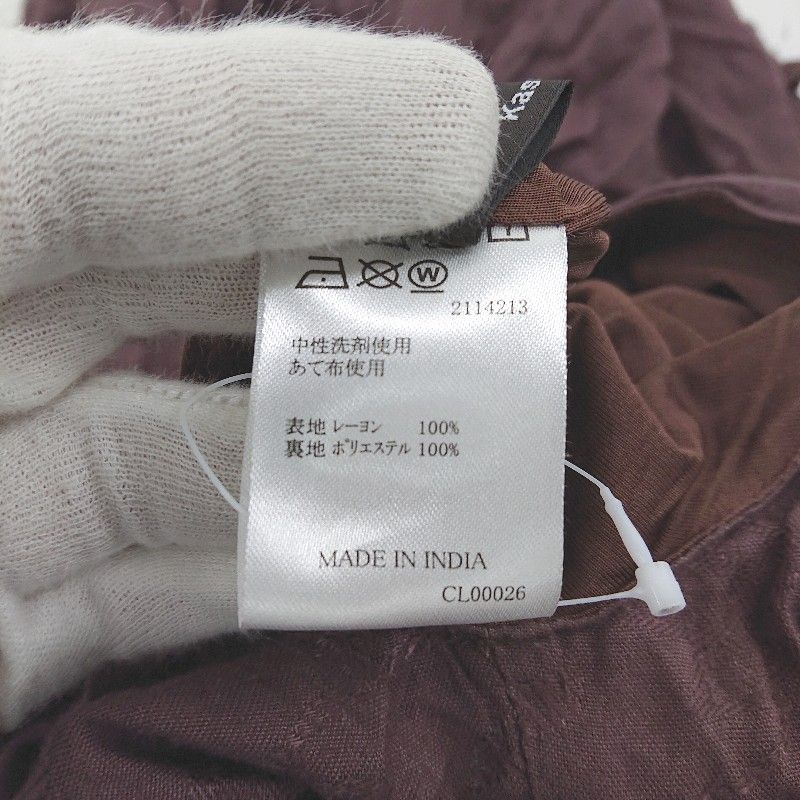 2114213
中性洗剤使用
あて布使用
表地 レーヨン 100%
裏地 ポリエステル 100%
MADE IN INDIA
CL00026